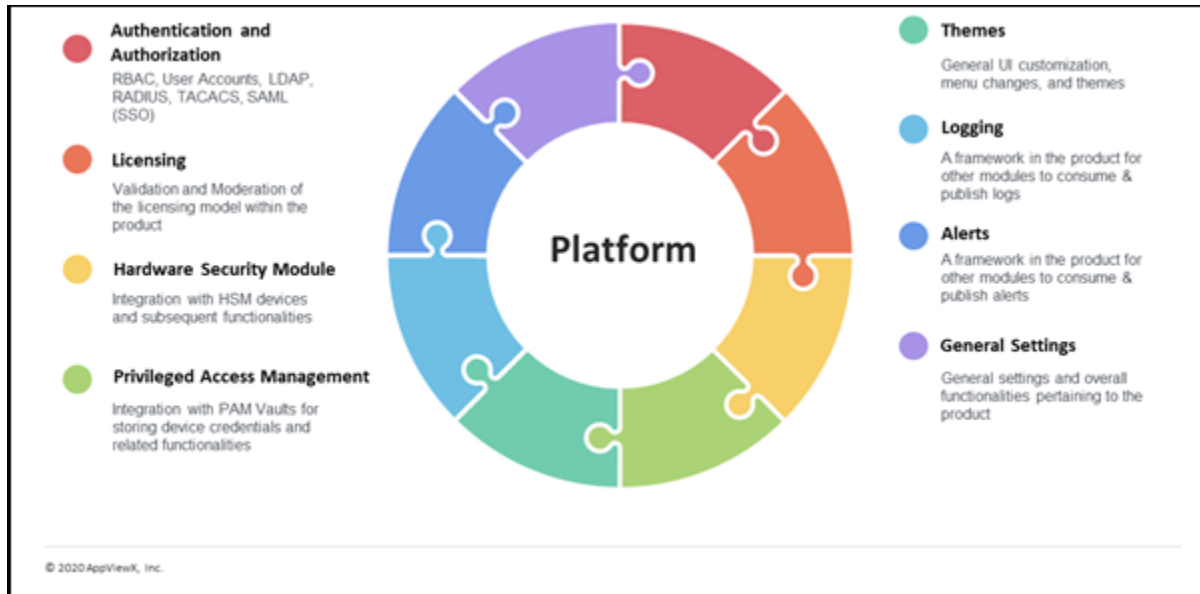 Authentication and
Authorization
RBAC, User Accounts, LDAP,
RADIUS, TACACS, SAML
(SSO)
Licensing
Validation and Moderation of
the licensing model within the
product
Hardware Security Module
Integration with HSM devices
and subsequent functionalities
Privileged Access Management
Integration with PAM Vaults for
storing device credentials and
related functionalities
Platform
Themes
General UI customization,
menu changes, and themes
Logging
A framework in the product for
other modules to consume &
publish logs
Alerts
A framework in the product for
other modules to consume &
publish alerts
General Settings
General settings and overall
functionalities pertaining to the
product
© 2020 AppViewX, Inc.